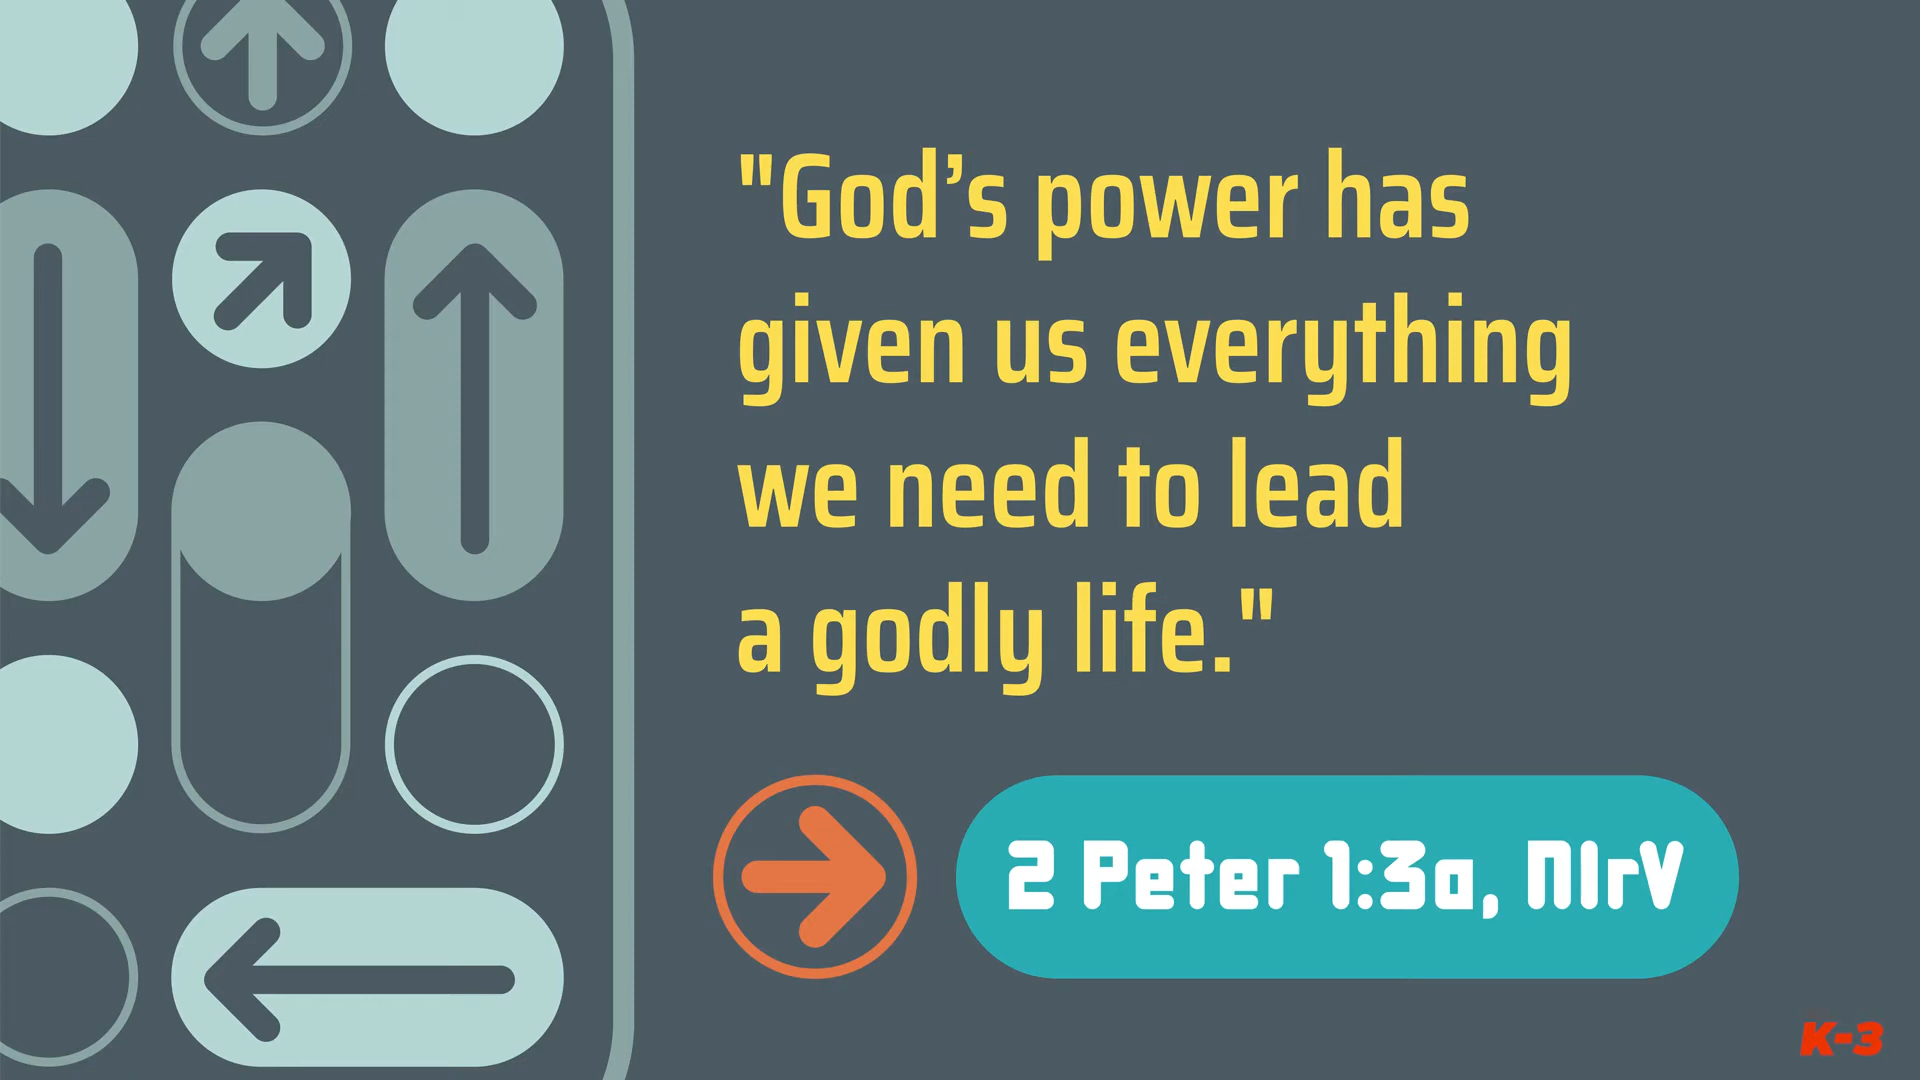 "God’s power has
given us everything
we need to lead
a godly life."
2 Peter 1:3a, NIrV
K-3